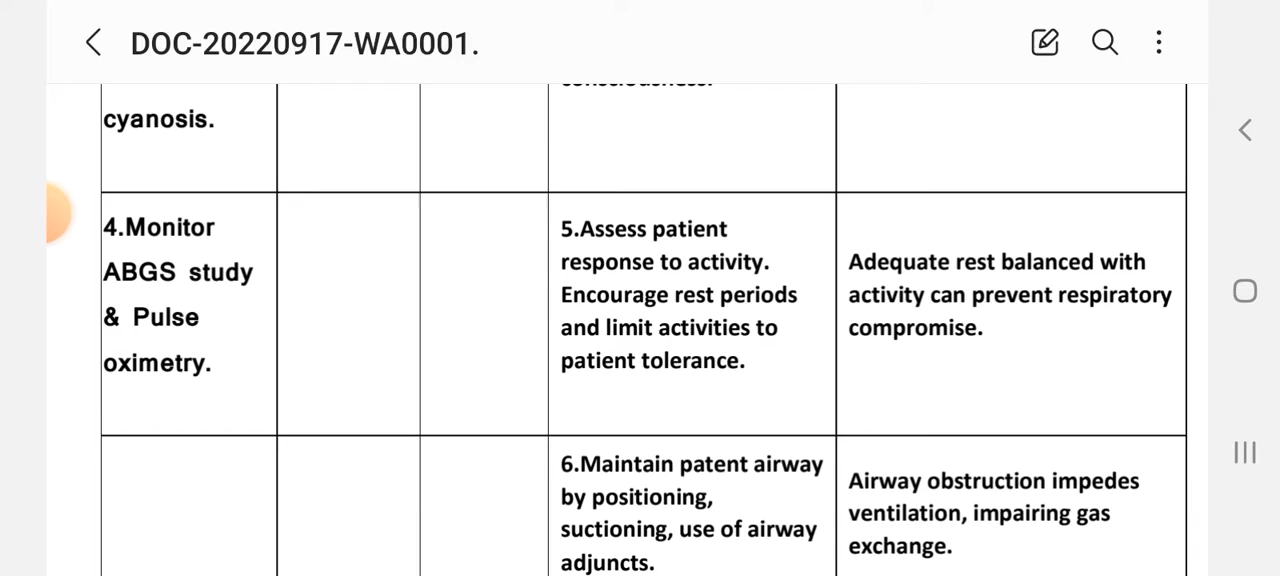 DOC-20220917-WA0001.
consciousness.
cyanosis.
4.Monitor
ABGS study
& Pulse
oximetry.
5.Assess patient
response to activity.
Encourage rest periods
and limit activities to
patient tolerance.
Adequate rest balanced with
activity can prevent respiratory
compromise.
6.Maintain patent airway
by positioning,
suctioning, use of airway
adjuncts.
Airway obstruction impedes
ventilation, impairing gas
exchange.